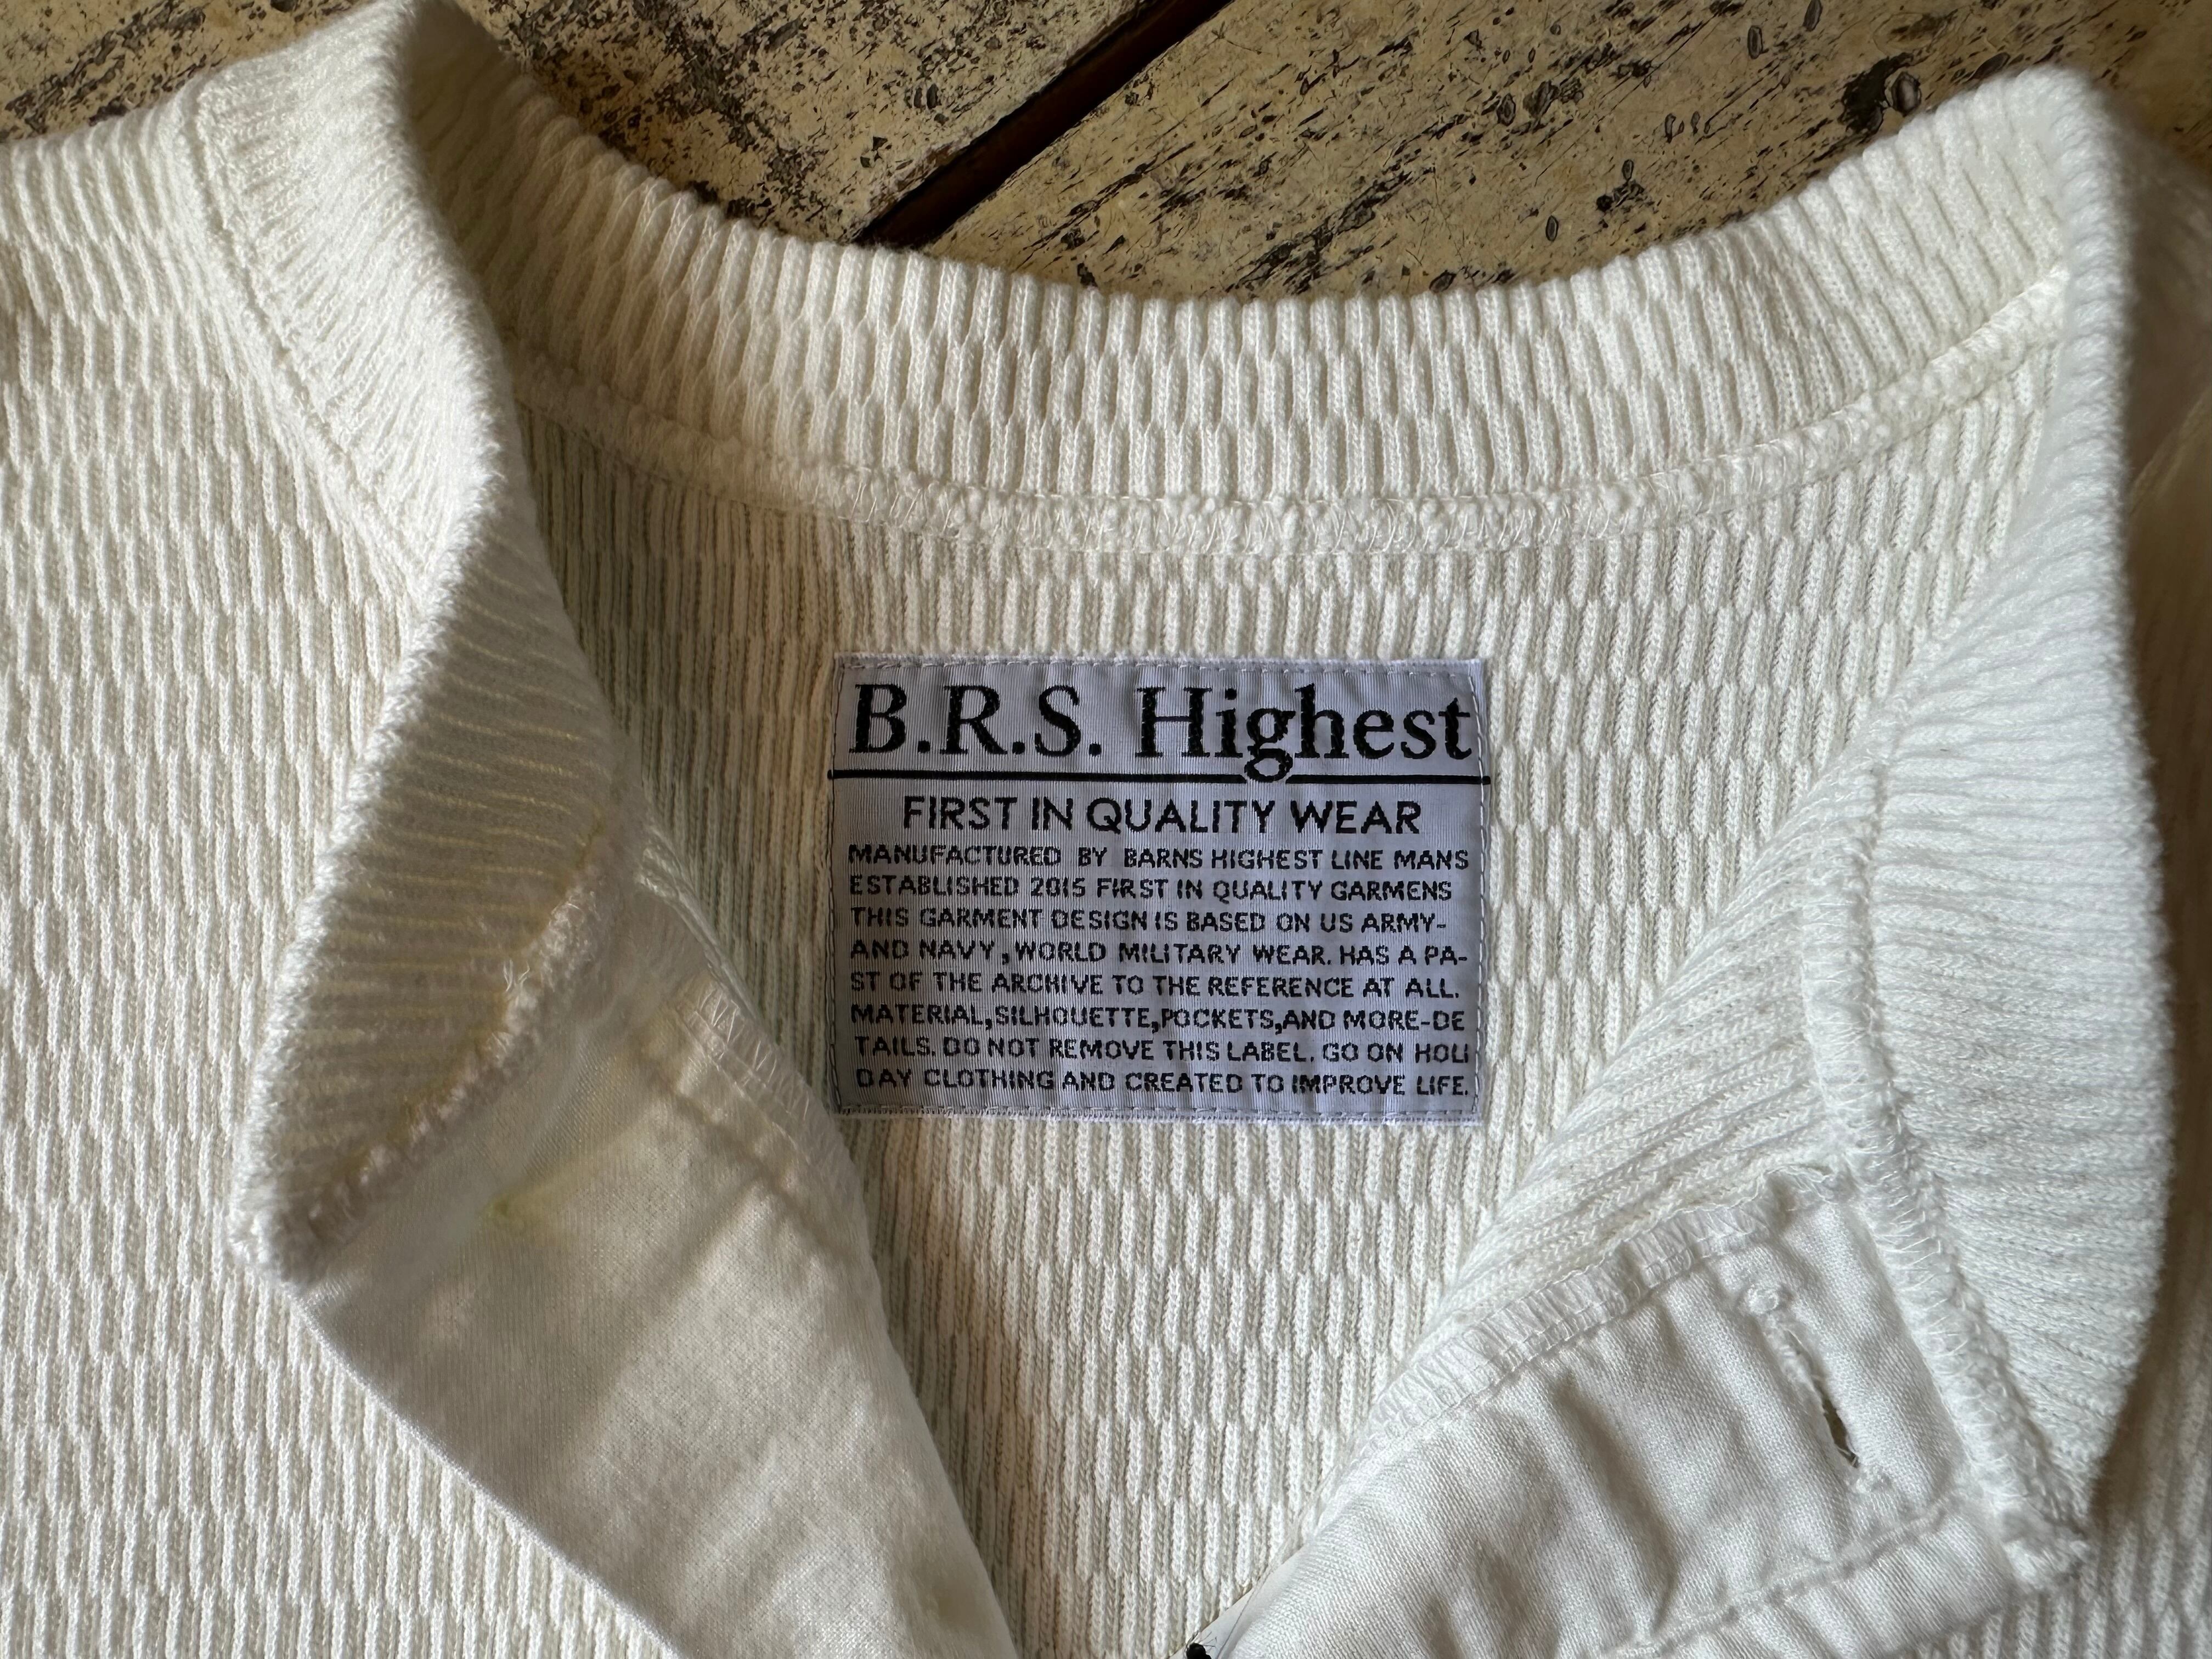 B.R.S. Highest
FIRST IN QUALITY WEAR
MANUFACTURED BY BARNS HIGHEST LINE MANS
ESTABLISHED 2015 FIRST IN QUALITY GARMENS
THIS GARMENT DESIGN IS BASED ON US ARMY-
AND NAVY,WORLD MILITARY WEAR. HAS A PA-
ST OF THE ARCHIVE TO THE REFERENCE AT ALL.
MATERIAL,SILHOUETTE,POCKETS,AND MORE-DE
TAILS. DO NOT REMOVE THIS LABEL. GO ON HOLI
DAY CLOTHING AND CREATED TO IMPROVE LIFE.